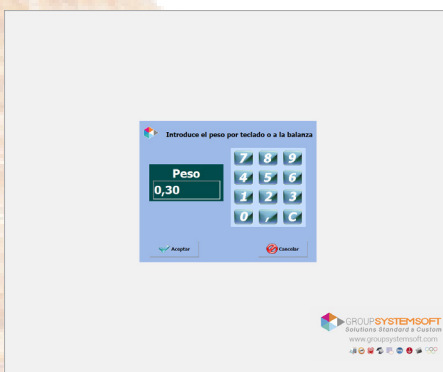 Introduce el peso por teclado o a la balanza
Peso
0,30
7 8 9
4 5 6
1 2 3
0 , C
Aceptar
Cancelar
GROUPSYSTEMSOFT
Solutions Standard & Custom
www.groupsystemsoft.com